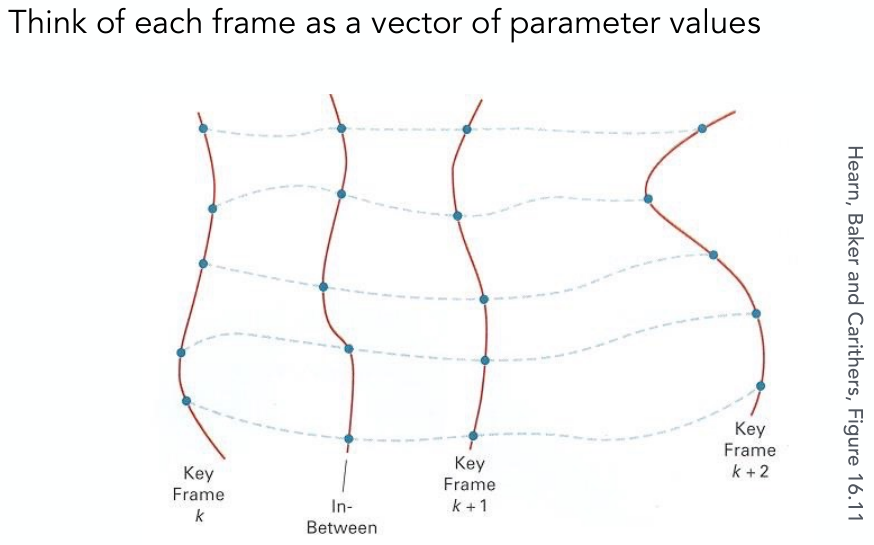 Think of each frame as a vector of parameter values
Key
Frame
k
In-
Between
Key
Frame
k + 1
Key
Frame
k + 2
Hearn, Baker and Carithers, Figure 16.11